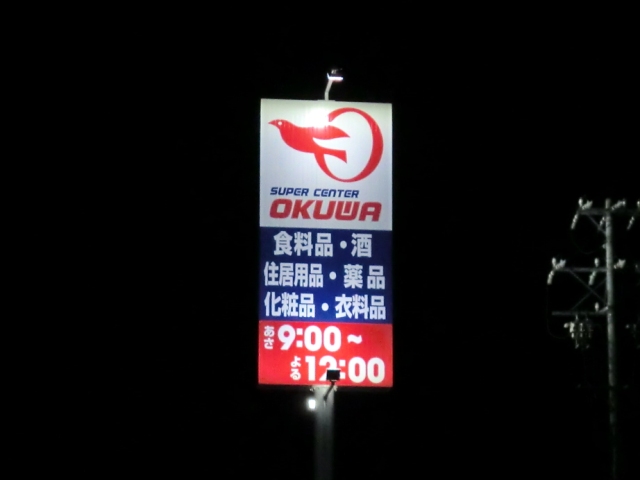 SUPER CENTER
OKUWA
食料品・酒
住居用品・薬品
化粧品・衣料品
あさ 9:00~
よる 12:00